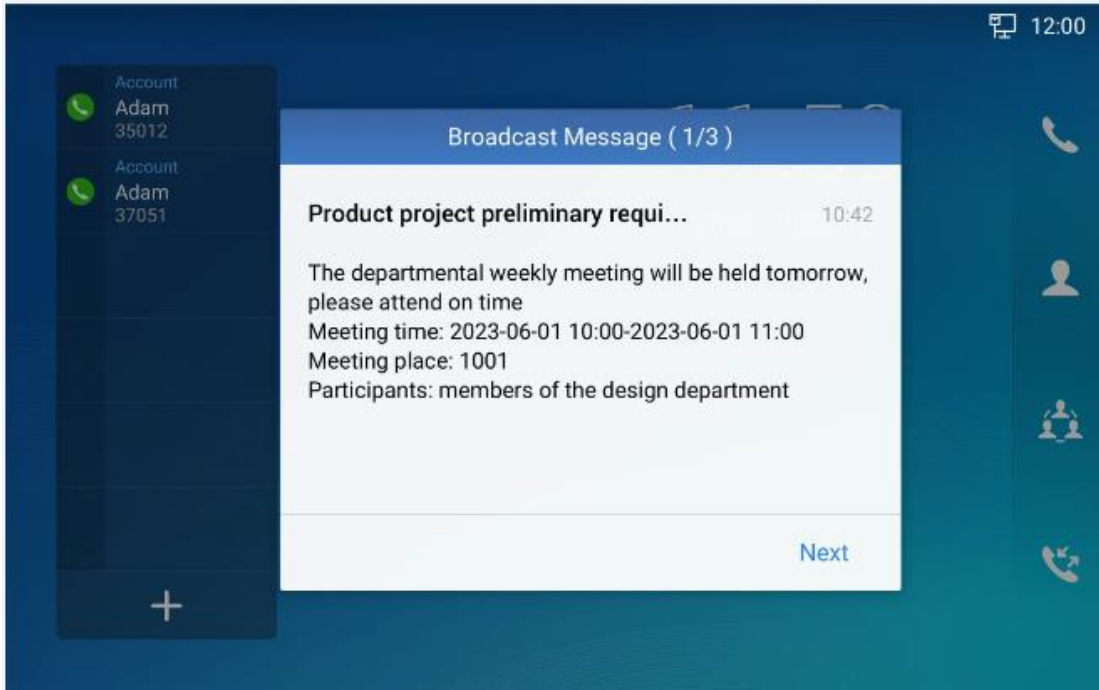 12:00
Account
Adam
35012
Account
Adam
37051
Broadcast Message ( 1/3 )
Product project preliminary requi...
10:42
The departmental weekly meeting will be held tomorrow,
please attend on time
Meeting time: 2023-06-01 10:00-2023-06-01 11:00
Meeting place: 1001
Participants: members of the design department
Next